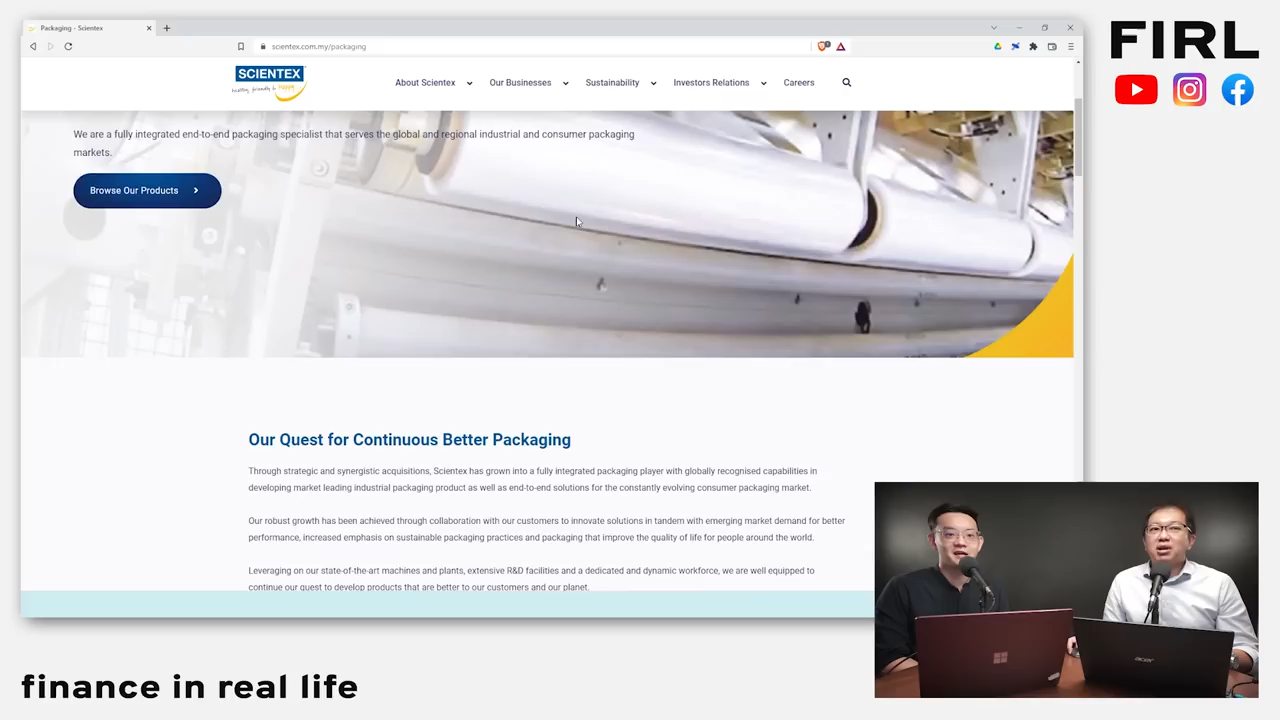 Packaging - Scientex
scientex.com.my/packaging
FIRL
SCIENTEX
healthy, friendly & happy
About Scientex
Our Businesses
Sustainability
Investors Relations
Careers
We are a fully integrated end-to-end packaging specialist that serves the global and regional industrial and consumer packaging
markets.
Browse Our Products
Our Quest for Continuous Better Packaging
Through strategic and synergistic acquisitions, Scientex has grown into a fully integrated packaging player with globally recognised capabilities in
developing market leading industrial packaging product as well as end-to-end solutions for the constantly evolving consumer packaging market.
Our robust growth has been achieved through collaboration with our customers to innovate solutions in tandem with emerging market demand for better
performance, increased emphasis on sustainable packaging practices and packaging that improve the quality of life for people around the world.
Leveraging on our state-of-the-art machines and plants, extensive R&D facilities and a dedicated and dynamic workforce, we are well equipped to
continue our quest to develop products that are better to our customers and our planet.
acer
finance in real life